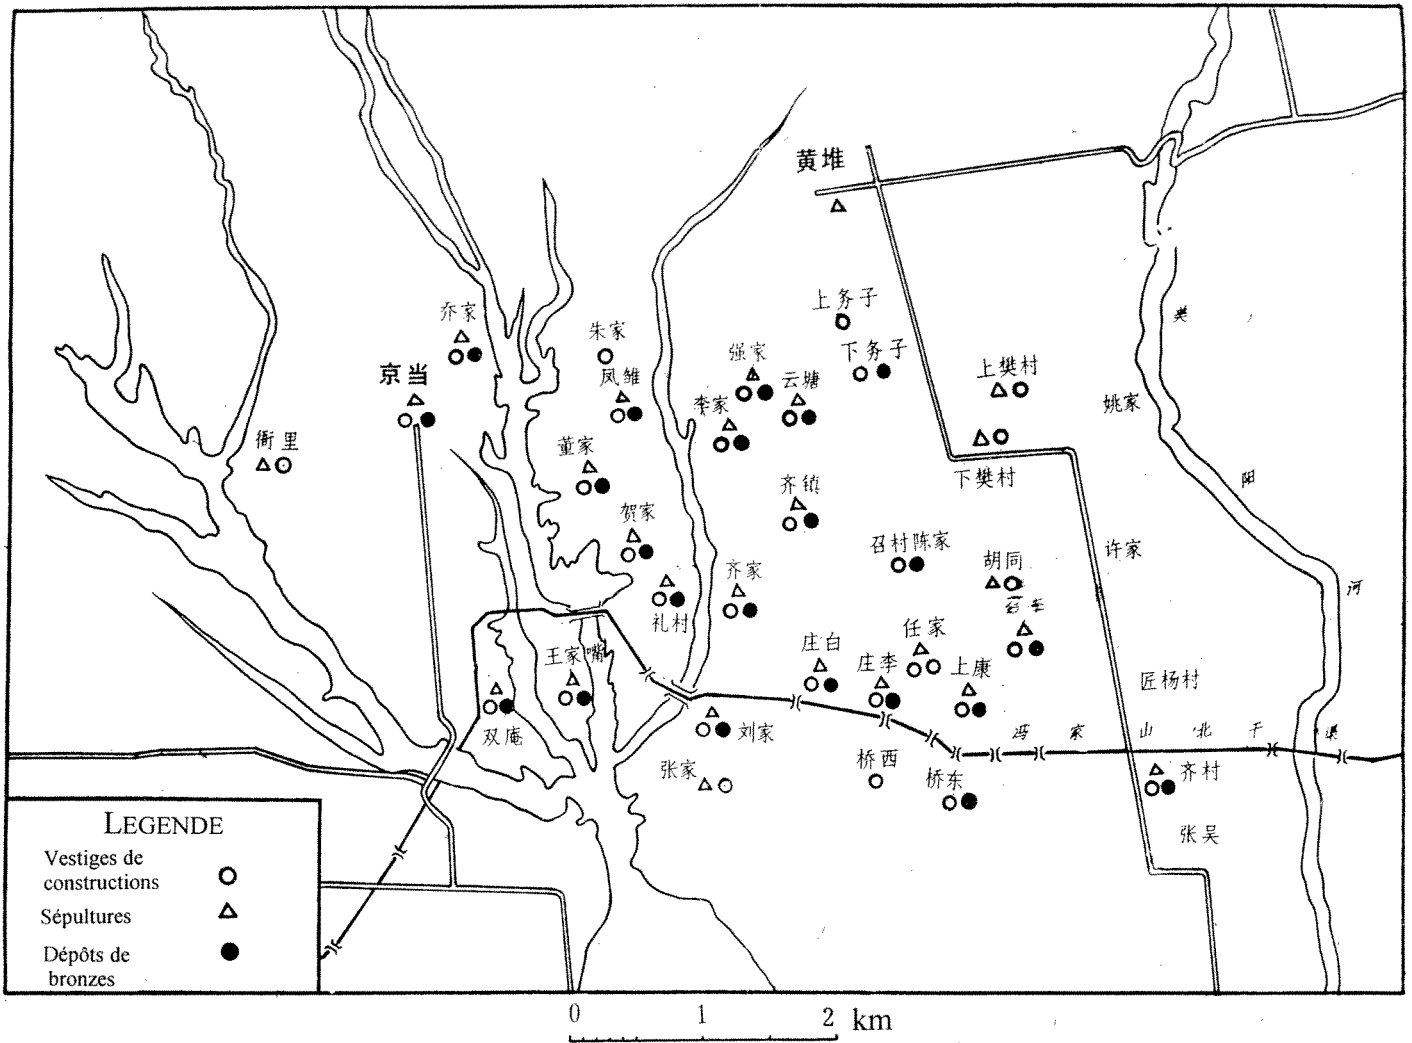 黄堆
上务子
乔家
朱家
强家
下务子
京当
凤雏
云塘
上樊村
李家
姚家
衙里
董家
下樊村
齐镇
阳
贺家
召村陈家
许家
胡同
齐家
河
礼村
任家
庄白
王家嘴
庄李
上康
匠杨村
双庵
刘家
冯家山北干渠
张家
桥西
桥东
齐村
张吴
LEGENDE
Vestiges de
constructions
Sépultures
Dépôts de
bronzes
0 1 2 km